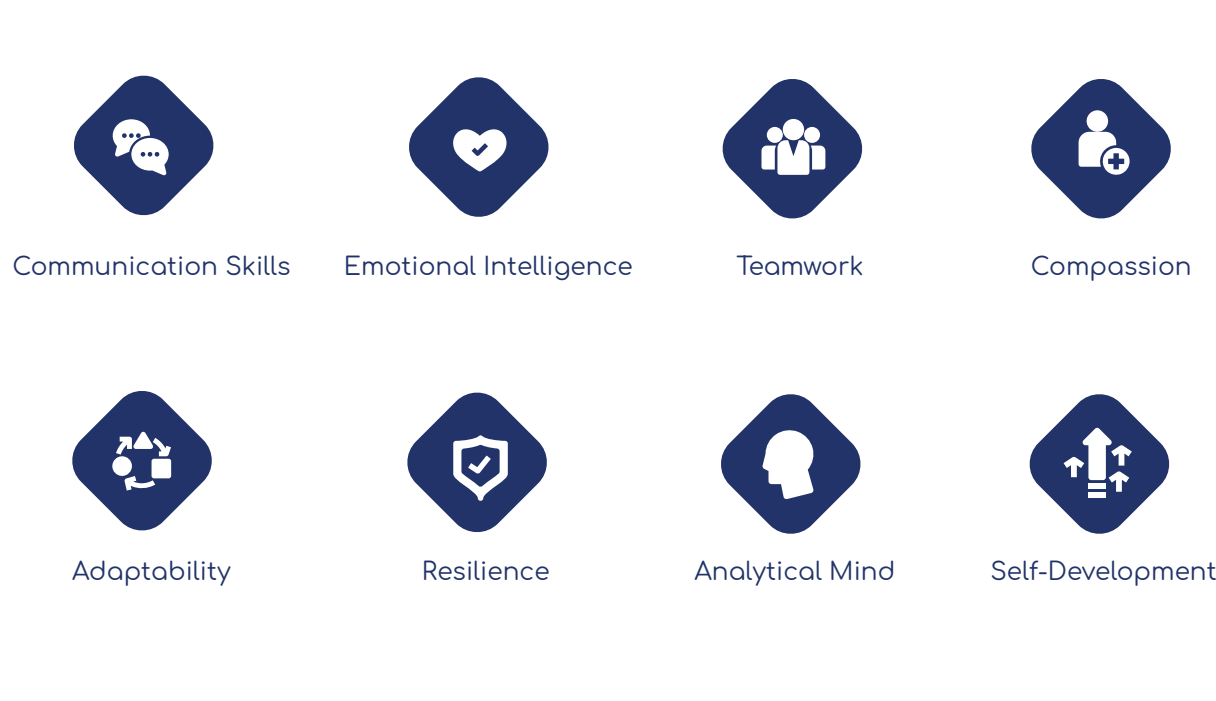 Communication Skills
Emotional Intelligence
Teamwork
Compassion
Adaptability
Resilience
Analytical Mind
Self-Development